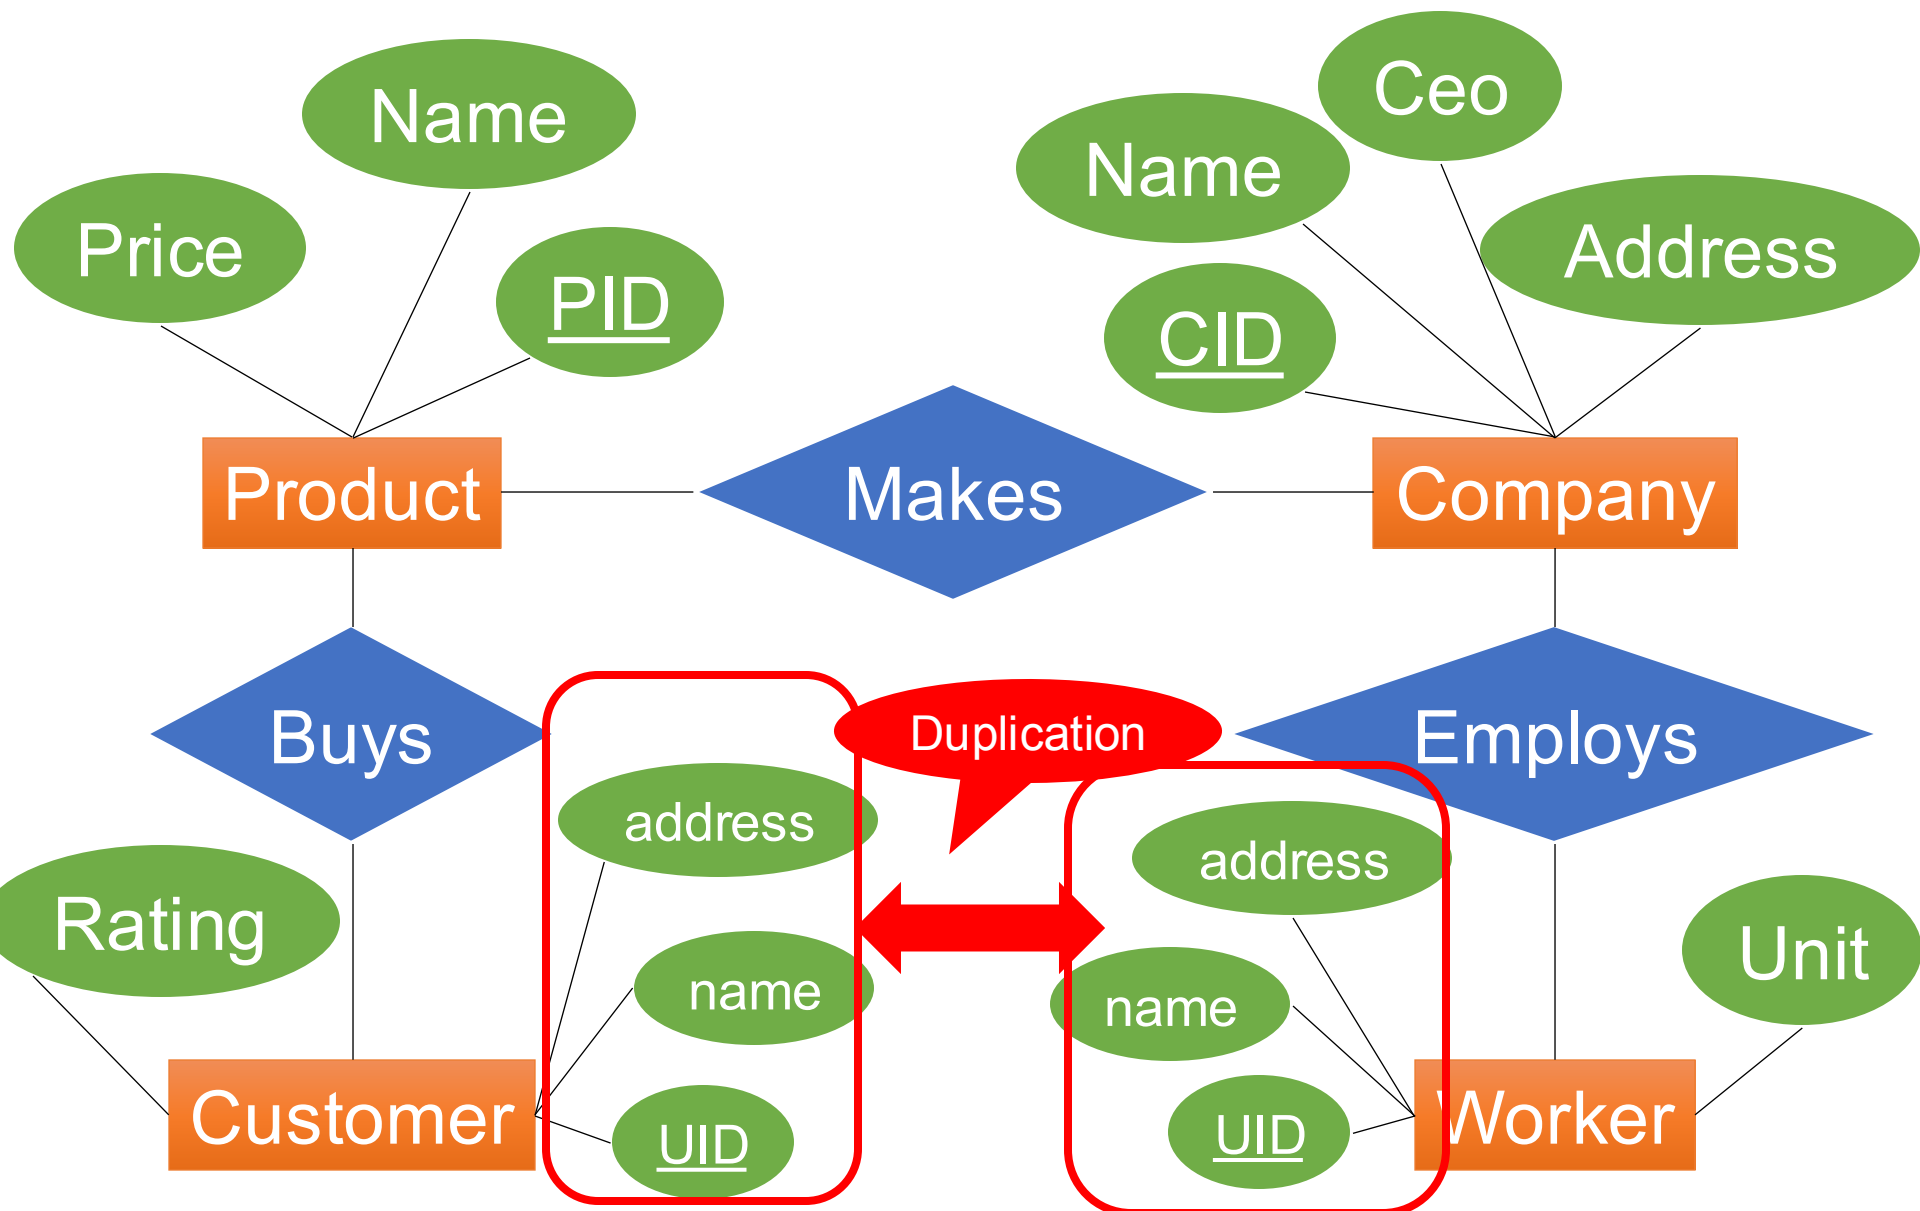 Ceo
Name
Name
Price
Address
PID
CID
Product
Makes
Company
Buys
Duplication
Employs
address
address
Rating
name
name
Unit
Customer
UID
UID
Worker